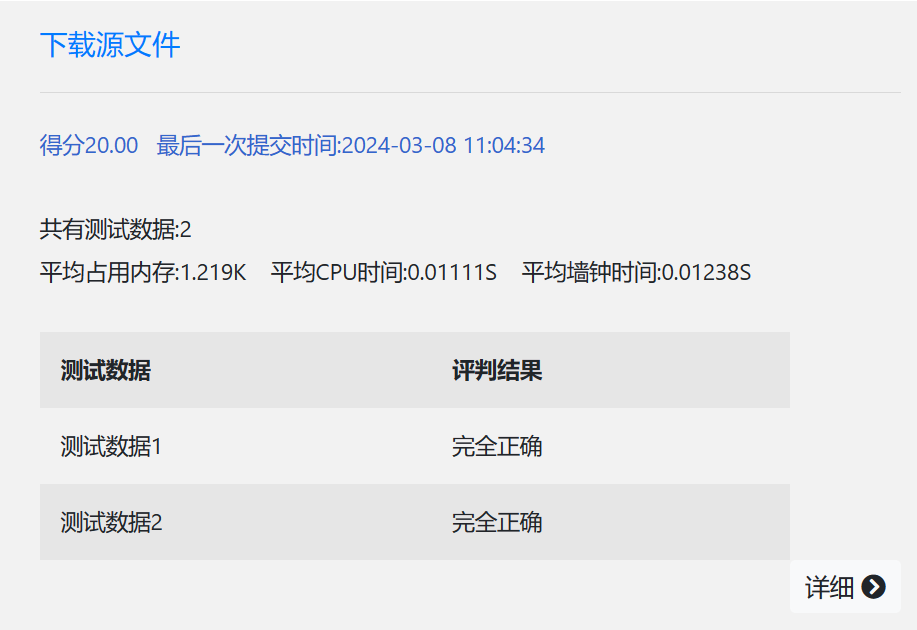 下载源文件
得分20.00 最后一次提交时间:2024-03-08 11:04:34
共有测试数据:2
平均占用内存:1.219K 平均CPU时间:0.01111S 平均墙钟时间:0.01238S
测试数据 评判结果
测试数据1 完全正确
测试数据2 完全正确
详细